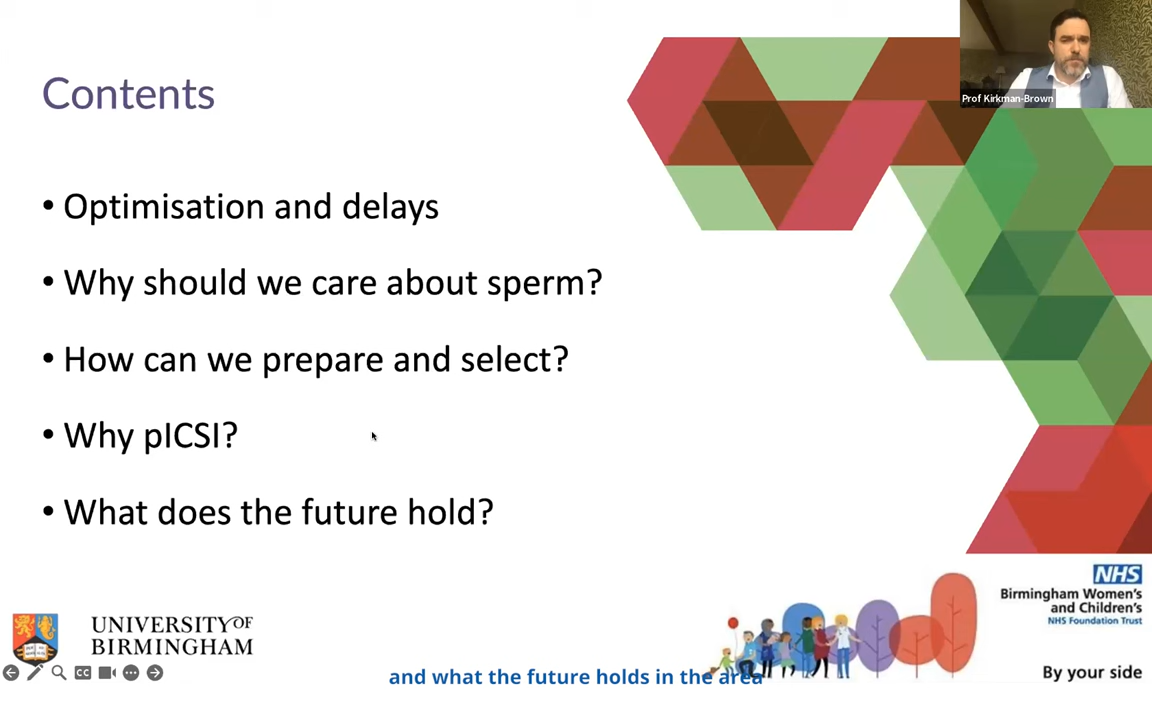 Contents
• Optimisation and delays
• Why should we care about sperm?
• How can we prepare and select?
• Why pICSI?
• What does the future hold?
Prof Kirkman-Brown
UNIVERSITY OF
BIRMINGHAM
CC
and what the future holds in the area
NHS
Birmingham Women's
and Children's
NHS Foundation Trust
By your side